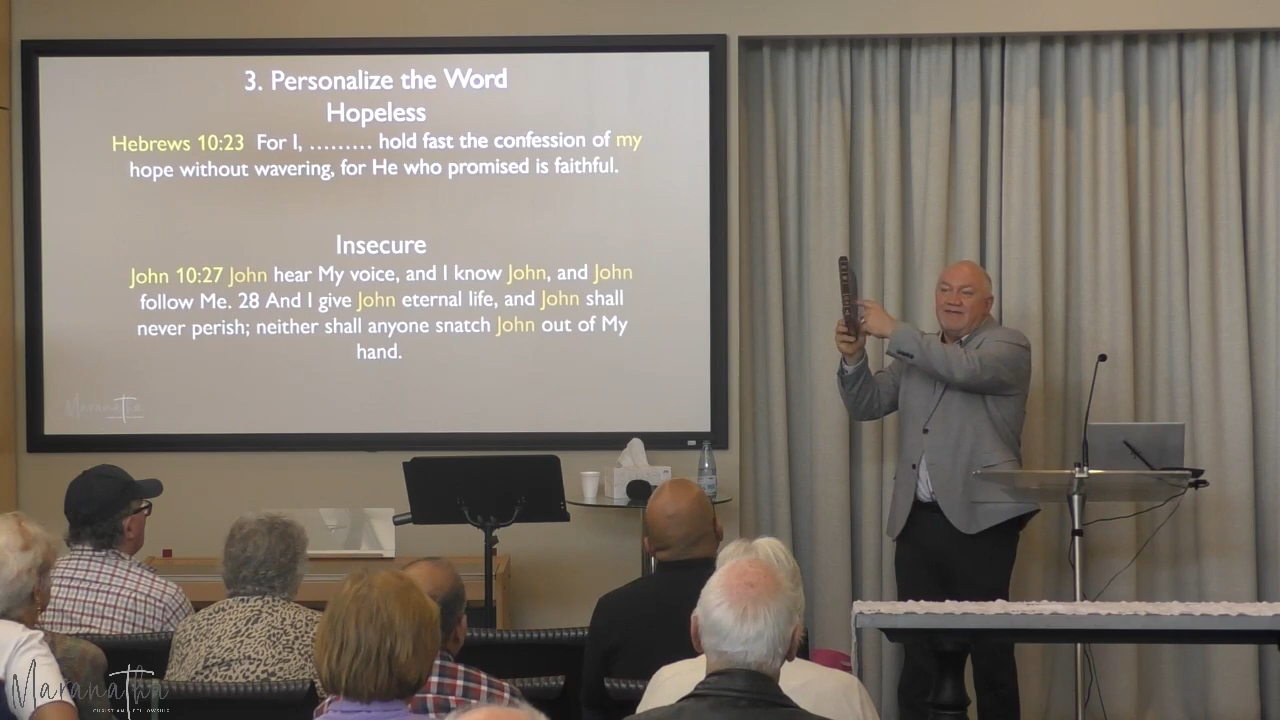 3. Personalize the Word
Hopeless
Hebrews 10:23 For I, ......... hold fast the confession of my
hope without wavering, for He who promised is faithful.
Insecure
John 10:27 John hear My voice, and I know John, and John
follow Me. 28 And I give John eternal life, and John shall
never perish; neither shall anyone snatch John out of My
hand.
Maranatha
Maranatha
CHRISTIAN FELLOWSHIP